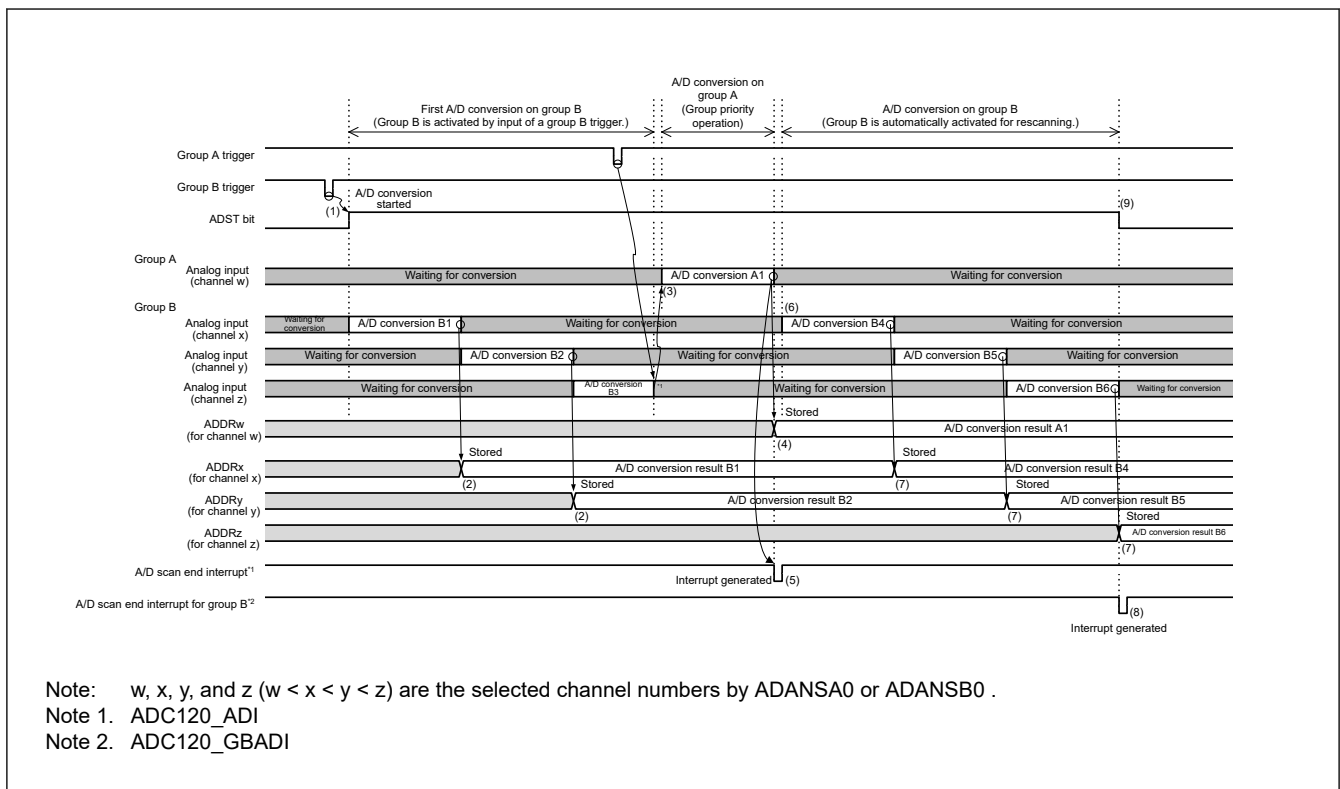 A/D conversion on
group A
(Group priority
operation)
First A/D conversion on group B
(Group B is activated by input of a group B trigger.)
A/D conversion on group B
(Group B is automatically activated for rescanning.)
Group A trigger
Group B trigger
A/D conversion
started
(1)
ADST bit
(9)
Group A
Analog input
(channel w)
Waiting for conversion
A/D conversion A1
Waiting for conversion
(3)
Group B
(6)
Analog input
(channel x)
Waiting for
conversion
A/D conversion B1
Waiting for conversion
A/D conversion B4
Waiting for conversion
Analog input
(channel y)
Waiting for conversion
A/D conversion B2
Waiting for conversion
A/D conversion B5
Waiting for conversion
Analog input
(channel z)
Waiting for conversion
A/D conversion
B3
*1
Waiting for conversion
A/D conversion B6
Waiting for conversion
Stored
ADDRw
(for channel w)
A/D conversion result A1
(4)
Stored
Stored
ADDRx
(for channel x)
A/D conversion result B1
A/D conversion result B4
(2)
(7)
Stored
Stored
ADDRy
(for channel y)
A/D conversion result B2
A/D conversion result B5
(2)
(7)
Stored
ADDRz
(for channel z)
A/D conversion result B6
(7)
A/D scan end interrupt*1
Interrupt generated
(5)
A/D scan end interrupt for group B*2
(8)
Interrupt generated
Note: w, x, y, and z (w < x < y < z) are the selected channel numbers by ADANSA0 or ADANSB0 .
Note 1. ADC120_ADI
Note 2. ADC120_GBADI